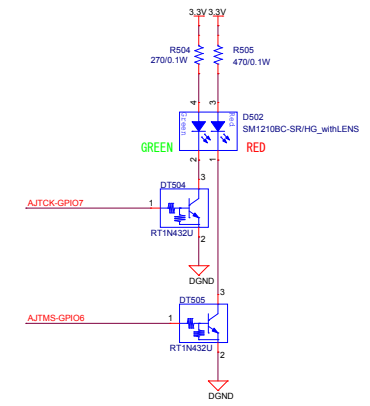 3.3V 3.3V
R504
270/0.1W
R505
470/0.1W
4
3
Green
Red
D502
SM1210BC-SR/HG_withLENS
GREEN
RED
2
1
3
DT504
AJTCK-GPIO7
1
RT1N432U
2
DGND
3
DT505
AJTMS-GPIO6
1
RT1N432U
2
DGND